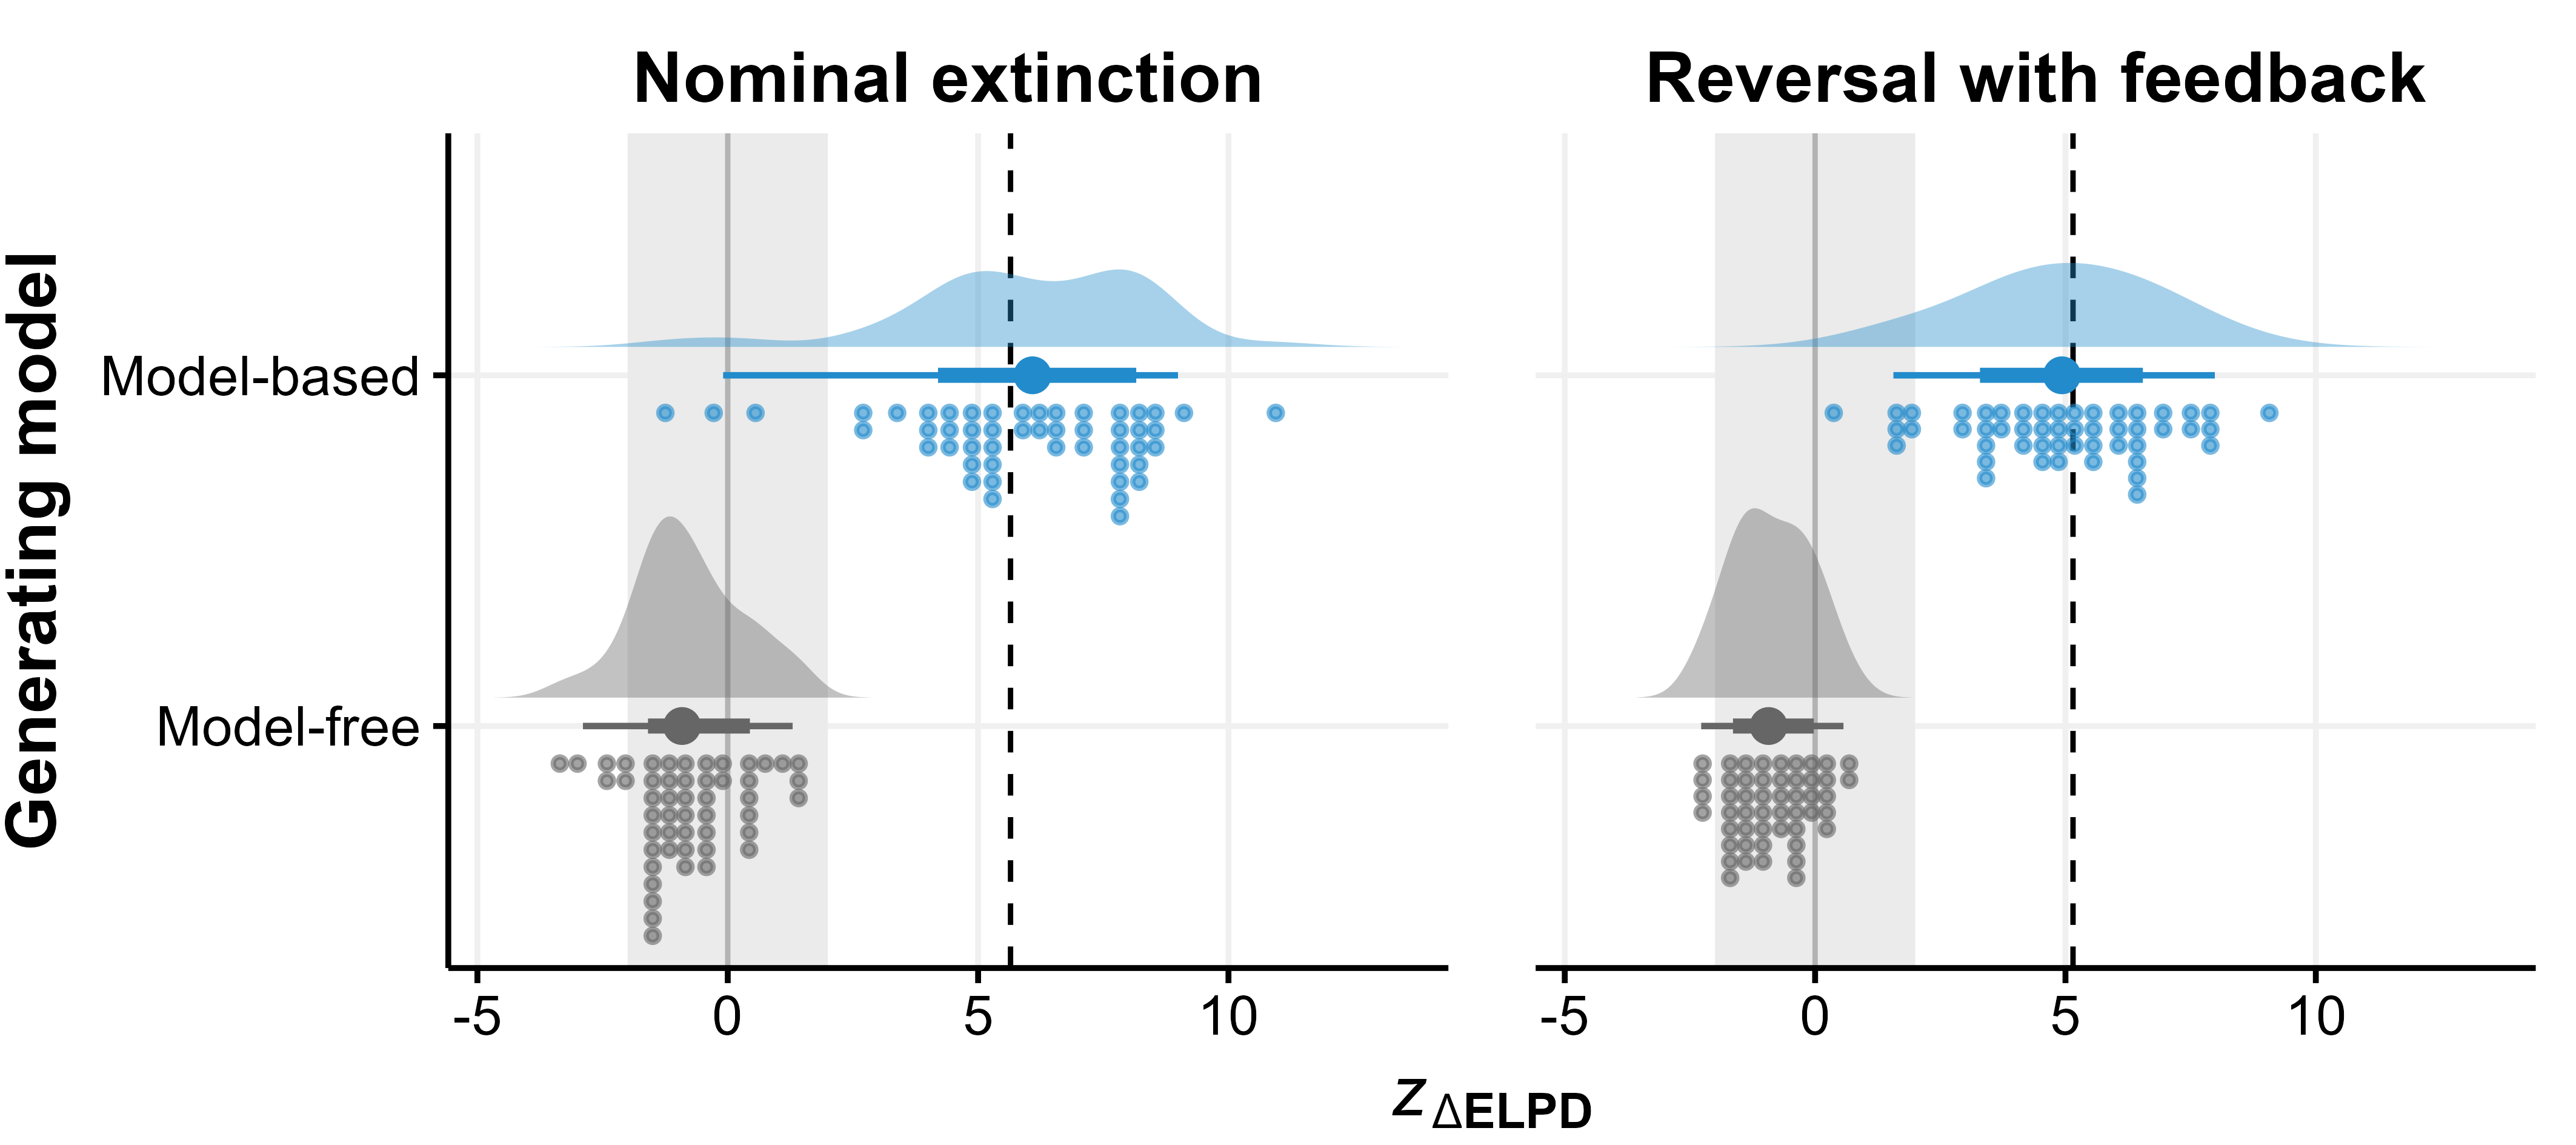 Nominal extinction
Reversal with feedback
Generating model
Model-based
Model-free
-5 0 5 10
-5 0 5 10
z ΔELPD